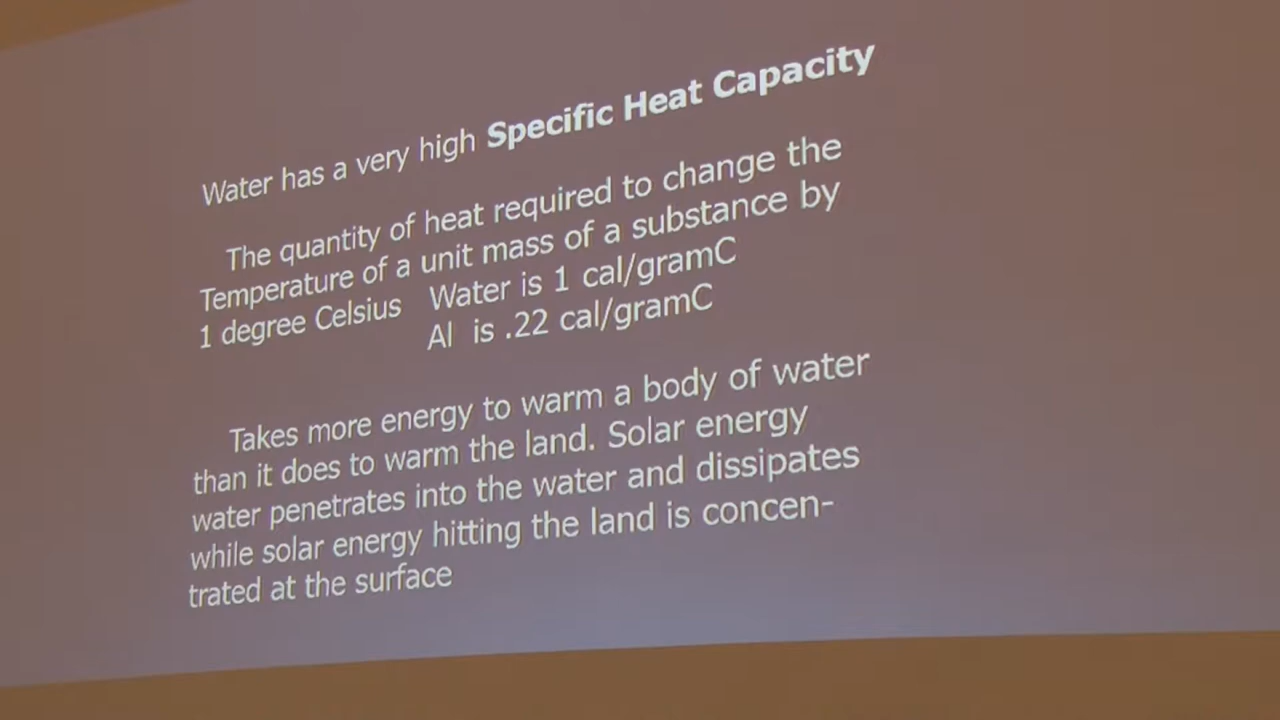 Water has a very high Specific Heat Capacity
The quantity of heat required to change the
Temperature of a unit mass of a substance by
1 degree Celsius Water is 1 cal/gramC
Al is .22 cal/gramC
Takes more energy to warm a body of water
than it does to warm the land. Solar energy
water penetrates into the water and dissipates
while solar energy hitting the land is concen-
trated at the surface